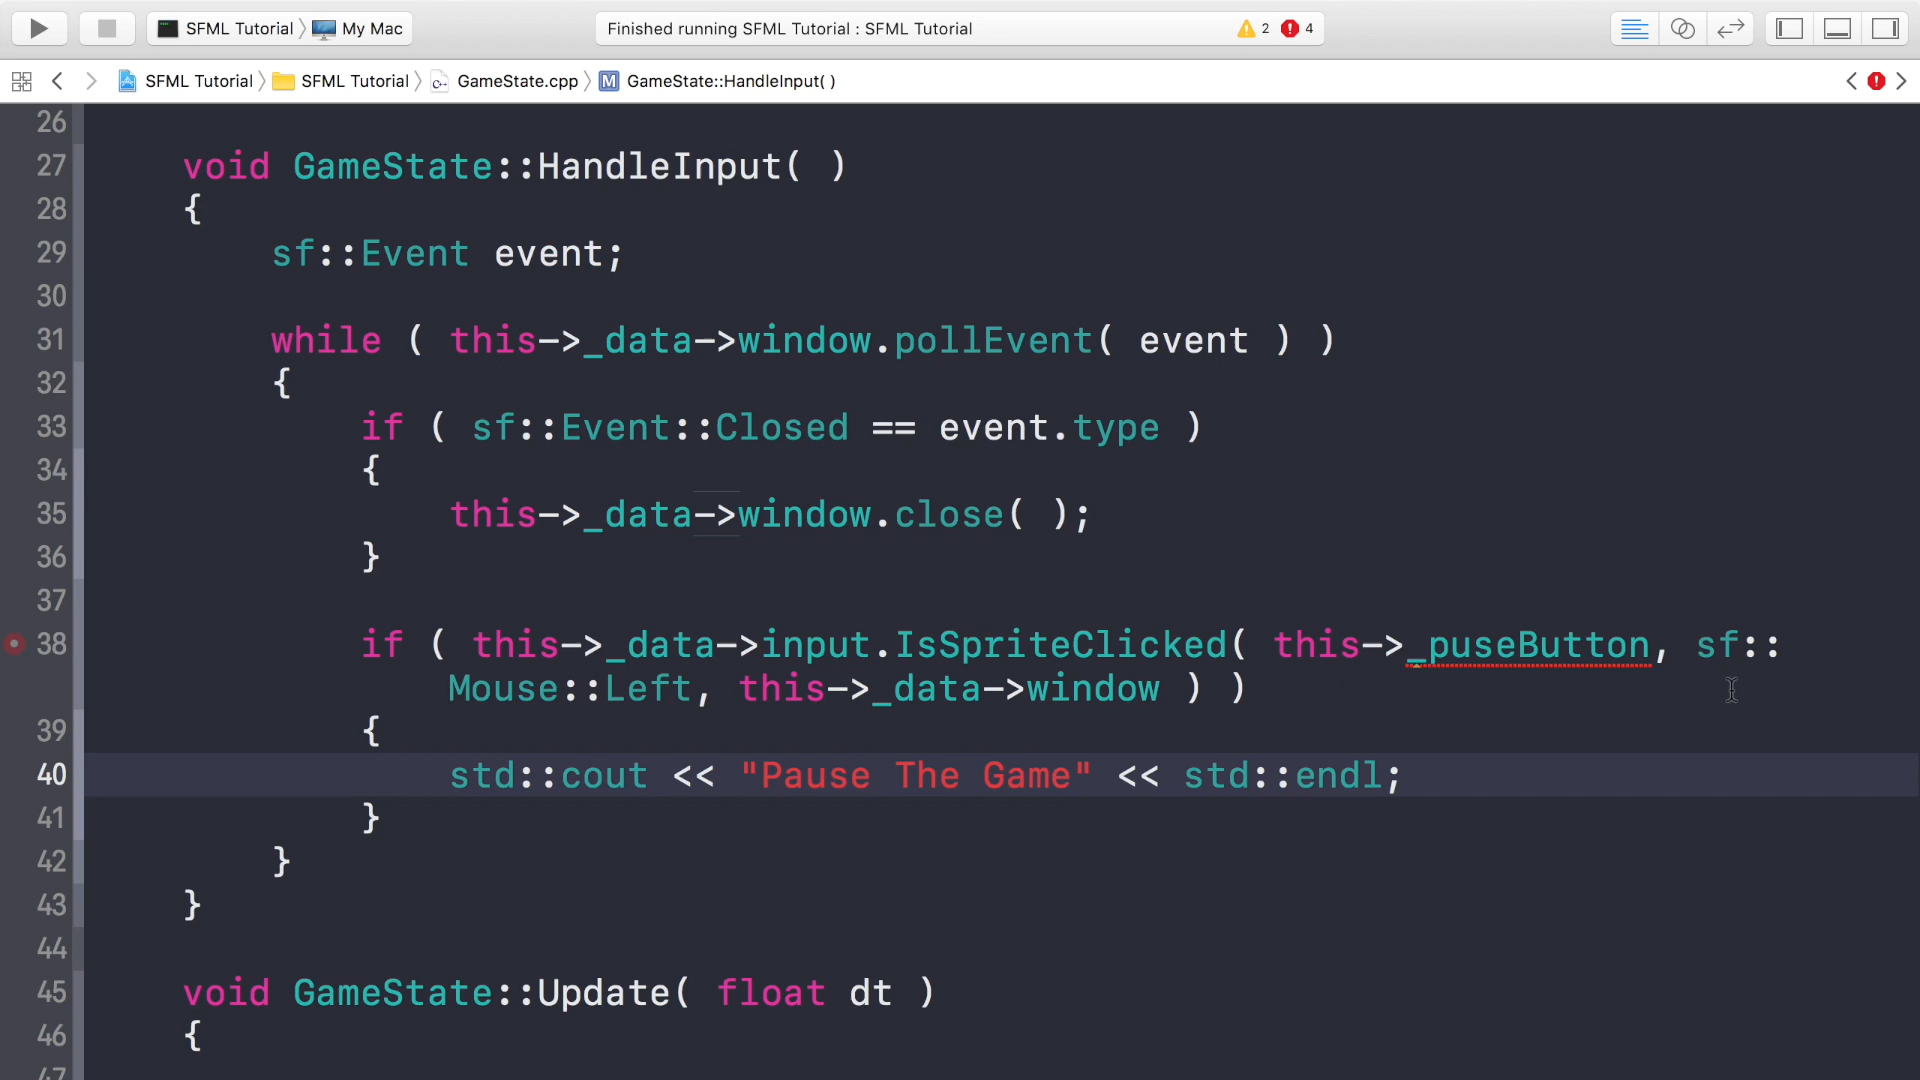 SFML Tutorial My Mac Finished running SFML Tutorial : SFML Tutorial 2 4
SFML Tutorial SFML Tutorial GameState.cpp M GameState::HandleInput( )
26
27 void GameState::HandleInput( )
28 {
29 sf::Event event;
30
31 while ( this->_data->window.pollEvent( event ) )
32 {
33 if ( sf::Event::Closed == event.type )
34 {
35 this->_data->window.close( );
36 }
37
38 if ( this->_data->input.IsSpriteClicked( this->_puseButton, sf::
Mouse::Left, this->_data->window ) )
39 {
40 std::cout << "Pause The Game" << std::endl;
41 }
42 }
43 }
44
45 void GameState::Update( float dt )
46 {
47